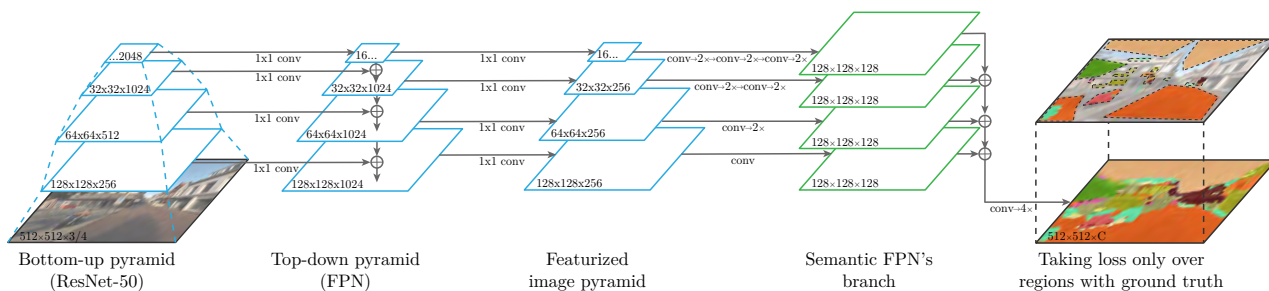 ...2048
1x1 conv
16...
1x1 conv
16...
conv→2×→conv→2×→conv→2×
128×128×128
32x32x1024
1x1 conv
32x32x1024
1x1 conv
32x32x256
conv→2×→conv→2×
128×128×128
64x64x512
1x1 conv
64x64x1024
1x1 conv
64x64x256
conv→2×
128×128×128
128x128x256
1x1 conv
128x128x1024
1x1 conv
128x128x256
conv
128×128×128
conv→4×
512×512×3/4
512×512×C
Bottom-up pyramid
(ResNet-50)
Top-down pyramid
(FPN)
Featurized
image pyramid
Semantic FPN's
branch
Taking loss only over
regions with ground truth